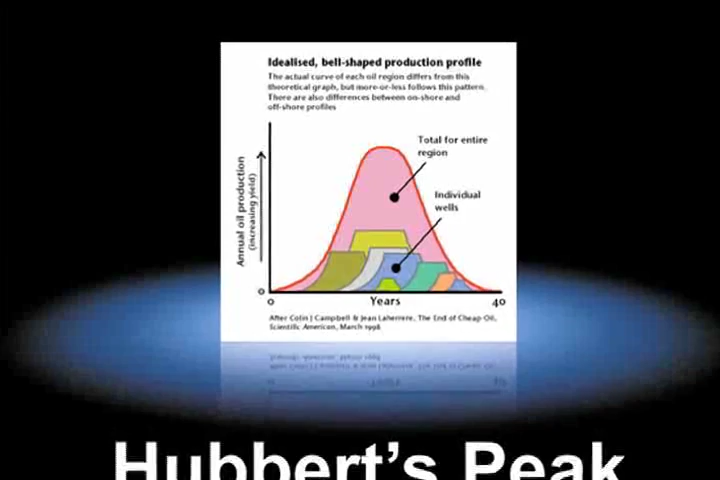 Idealised, bell-shaped production profile
The actual curve of each oil region differs from this
theoretical graph, but more-or-less follows this pattern.
There are also differences between on-shore and
off-shore profiles
Total for entire
region
Individual
wells
Annual oil production
(increasing yield)
0
0
Years
40
After Colin J Campbell & Jean Laherrere, The End of Cheap Oil,
Scientific American, March 1998
Hubbert's Peak